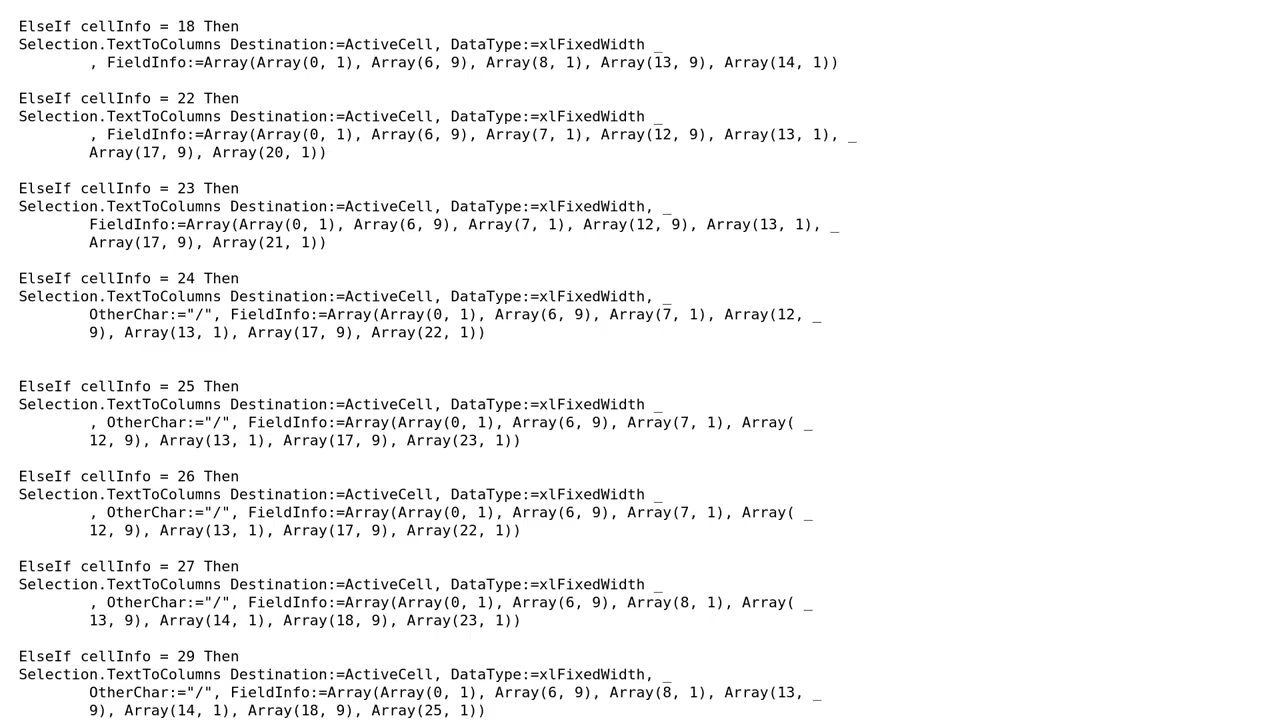 ElseIf cellInfo = 18 Then
Selection.TextToColumns Destination:=ActiveCell, DataType:=xlFixedWidth _
        , FieldInfo:=Array(Array(0, 1), Array(6, 9), Array(8, 1), Array(13, 9), Array(14, 1))

ElseIf cellInfo = 22 Then
Selection.TextToColumns Destination:=ActiveCell, DataType:=xlFixedWidth _
        , FieldInfo:=Array(Array(0, 1), Array(6, 9), Array(7, 1), Array(12, 9), Array(13, 1), _
        Array(17, 9), Array(20, 1))

ElseIf cellInfo = 23 Then
Selection.TextToColumns Destination:=ActiveCell, DataType:=xlFixedWidth, _
        FieldInfo:=Array(Array(0, 1), Array(6, 9), Array(7, 1), Array(12, 9), Array(13, 1), _
        Array(17, 9), Array(21, 1))

ElseIf cellInfo = 24 Then
Selection.TextToColumns Destination:=ActiveCell, DataType:=xlFixedWidth, _
        OtherChar:="/", FieldInfo:=Array(Array(0, 1), Array(6, 9), Array(7, 1), Array(12, _
        9), Array(13, 1), Array(17, 9), Array(22, 1))

ElseIf cellInfo = 25 Then
Selection.TextToColumns Destination:=ActiveCell, DataType:=xlFixedWidth _
        , OtherChar:="/", FieldInfo:=Array(Array(0, 1), Array(6, 9), Array(7, 1), Array( _
        12, 9), Array(13, 1), Array(17, 9), Array(23, 1))

ElseIf cellInfo = 26 Then
Selection.TextToColumns Destination:=ActiveCell, DataType:=xlFixedWidth _
        , OtherChar:="/", FieldInfo:=Array(Array(0, 1), Array(6, 9), Array(7, 1), Array( _
        12, 9), Array(13, 1), Array(17, 9), Array(22, 1))

ElseIf cellInfo = 27 Then
Selection.TextToColumns Destination:=ActiveCell, DataType:=xlFixedWidth _
        , OtherChar:="/", FieldInfo:=Array(Array(0, 1), Array(6, 9), Array(8, 1), Array( _
        13, 9), Array(14, 1), Array(18, 9), Array(23, 1))

ElseIf cellInfo = 29 Then
Selection.TextToColumns Destination:=ActiveCell, DataType:=xlFixedWidth, _
        OtherChar:="/", FieldInfo:=Array(Array(0, 1), Array(6, 9), Array(8, 1), Array(13, _
        9), Array(14, 1), Array(18, 9), Array(25, 1))